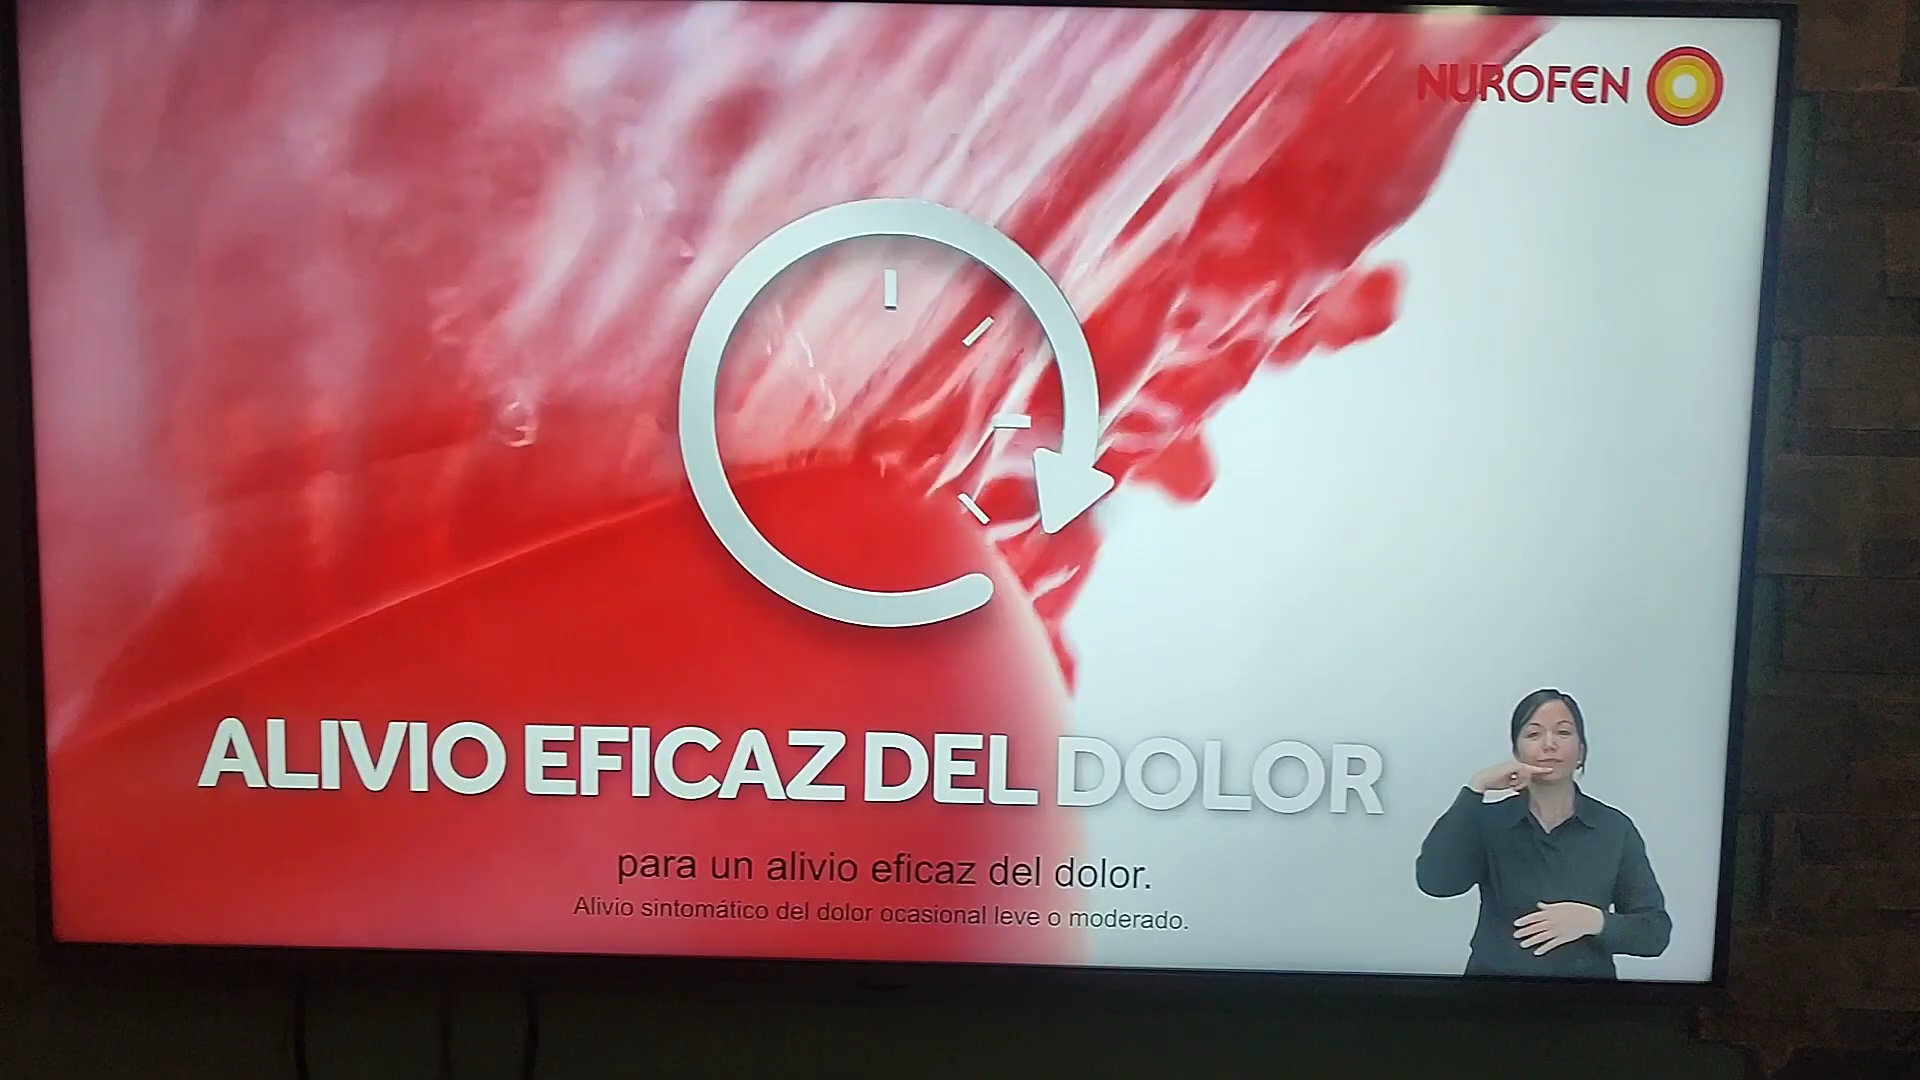 NUROFEN
ALIVIO EFICAZ DEL DOLOR
para un alivio eficaz del dolor.
Alivio sintomático del dolor ocasional leve o moderado.